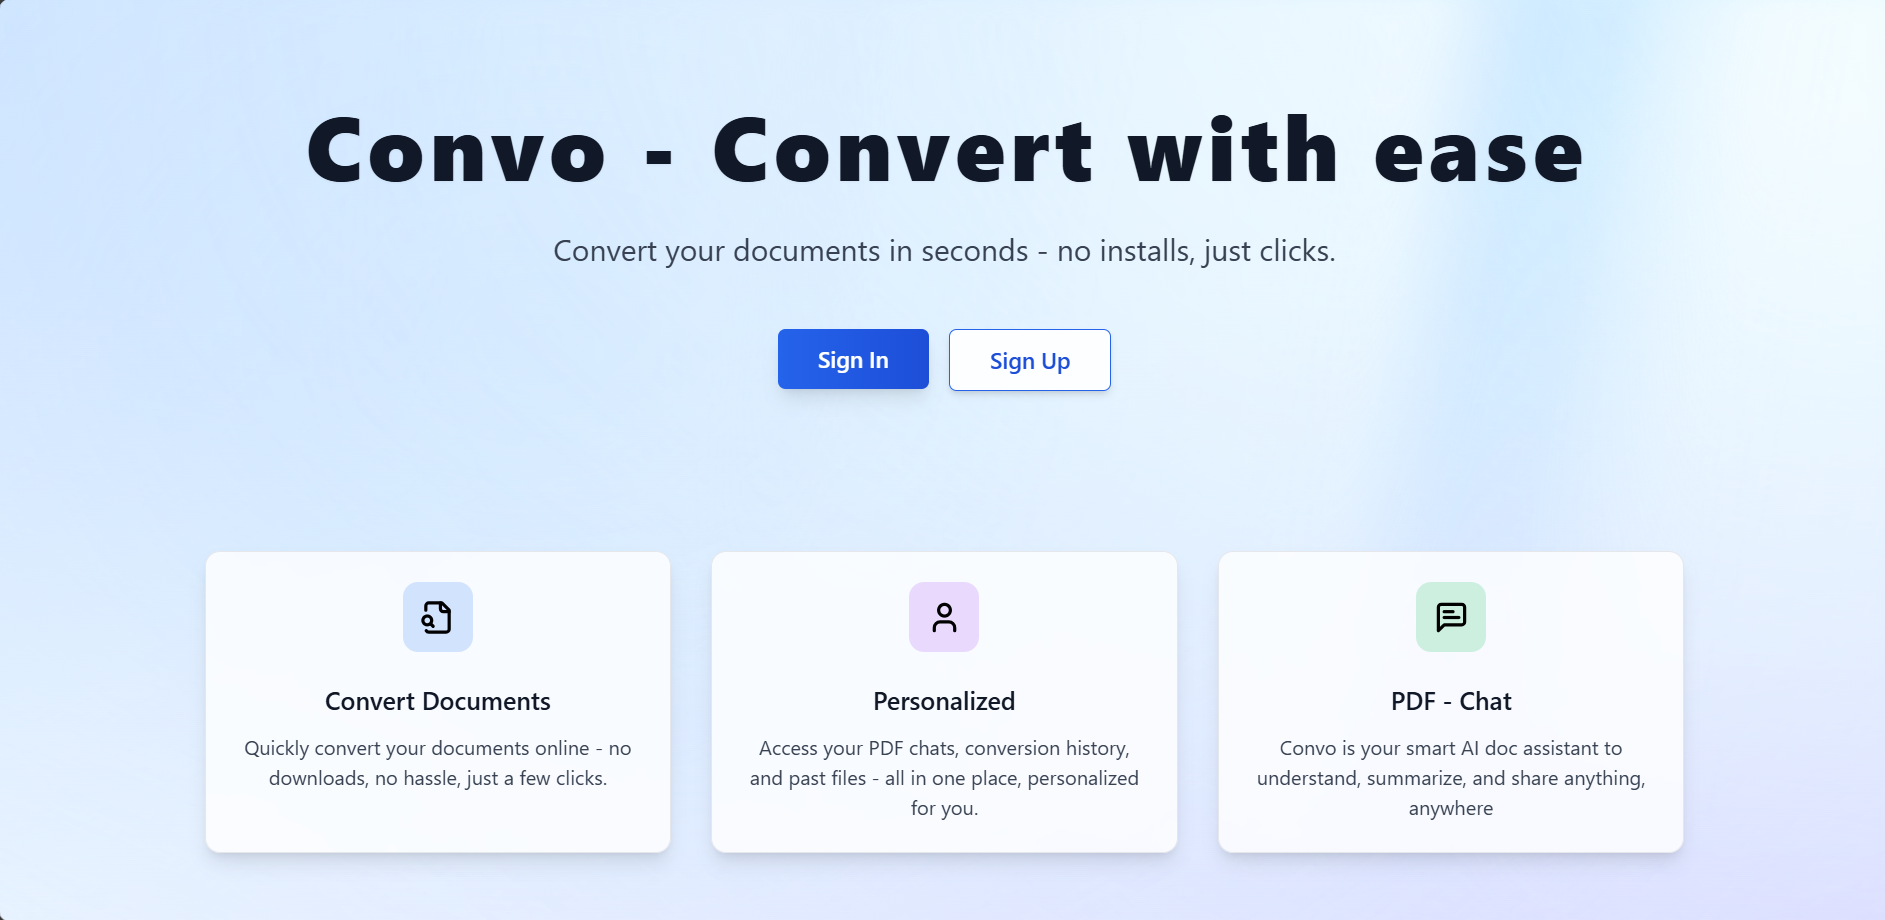 Convo - Convert with ease
Convert your documents in seconds - no installs, just clicks.
Sign In
Sign Up
Convert Documents
Quickly convert your documents online - no
downloads, no hassle, just a few clicks.
Personalized
Access your PDF chats, conversion history,
and past files - all in one place, personalized
for you.
PDF - Chat
Convo is your smart AI doc assistant to
understand, summarize, and share anything,
anywhere